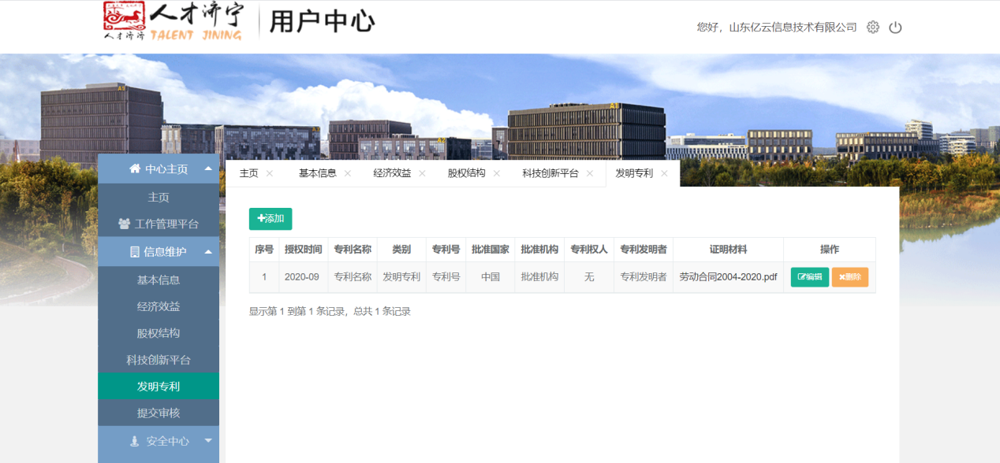 人才济宁
人才济济 TALENT JINING
用户中心
您好，山东亿云信息技术有限公司
A3
A2
A1
中心主页
主页
工作管理平台
信息维护
基本信息
经济效益
股权结构
科技创新平台
发明专利
提交审核
安全中心
主页 基本信息 经济效益 股权结构 科技创新平台 发明专利
添加
序号 授权时间 专利名称 类别 专利号 批准国家 批准机构 专利权人 专利发明者 证明材料 操作
1 2020-09 专利名称 发明专利 专利号 中国 批准机构 无 专利发明者 劳动合同2004-2020.pdf 编辑 删除
显示第 1 到第 1 条记录，总共 1 条记录